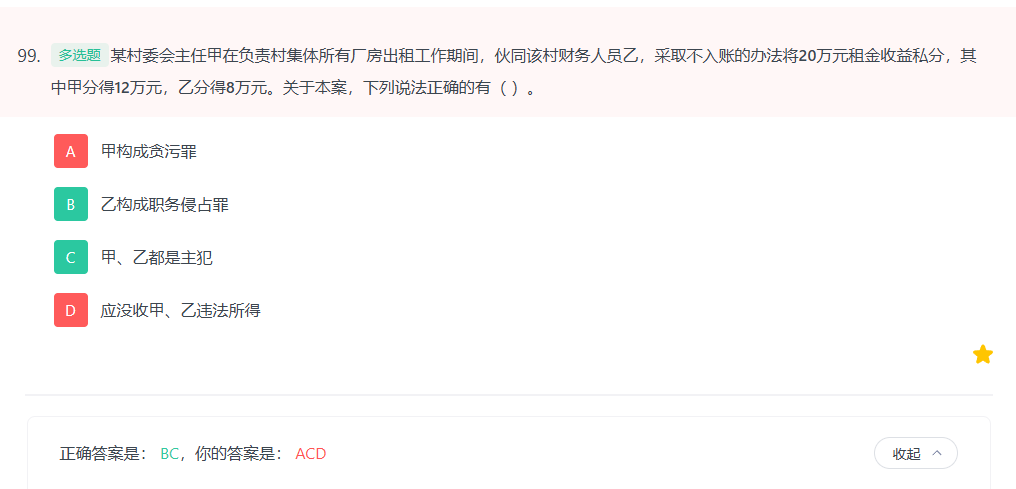 99. 多选题 某村委会主任甲在负责村集体所有厂房出租工作期间，伙同该村财务人员乙，采取不入账的办法将20万元租金收益私分，其
中甲分得12万元，乙分得8万元。关于本案，下列说法正确的有（ ）。
A 甲构成贪污罪
B 乙构成职务侵占罪
C 甲、乙都是主犯
D 应没收甲、乙违法所得
正确答案是： BC，你的答案是： ACD 收起